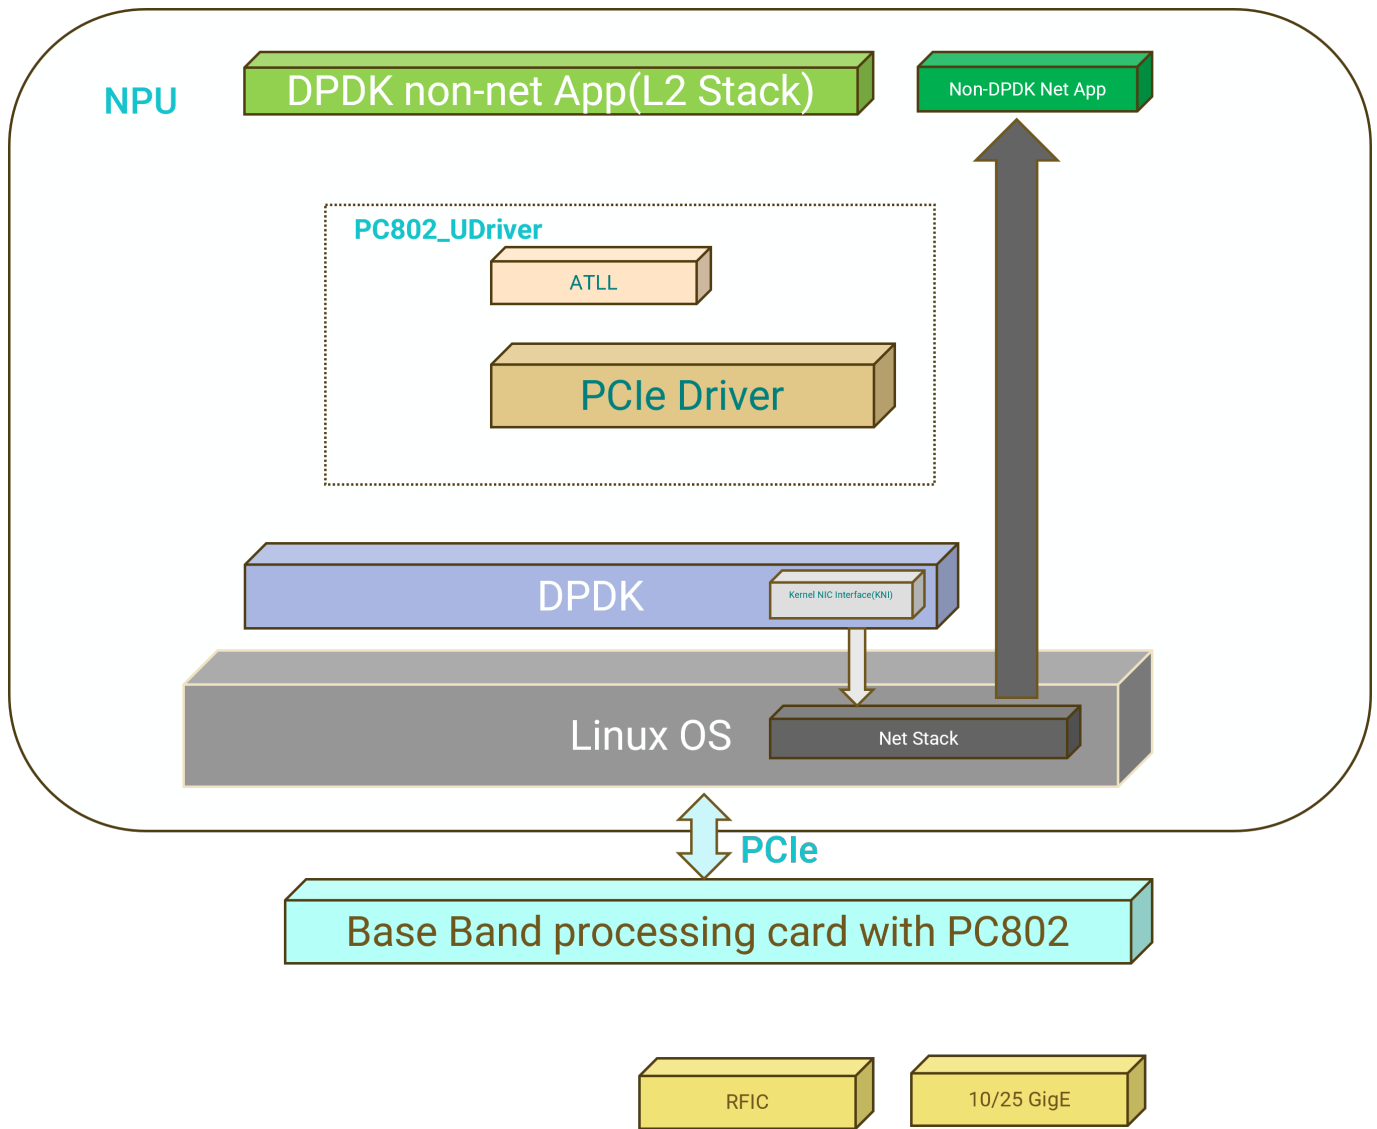 NPU
DPDK non-net App(L2 Stack)
Non-DPDK Net App
PC802_UDriver
ATLL
PCIe Driver
DPDK
Kernel NIC Interface(KNI)
Linux OS
Net Stack
PCIe
Base Band processing card with PC802
RFIC
10/25 GigE